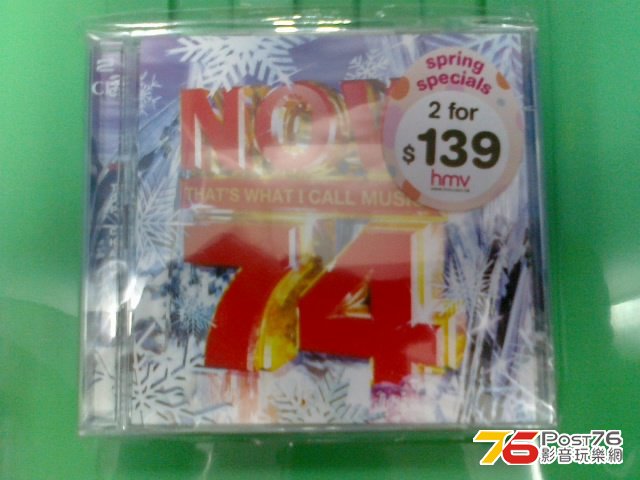 2
CD
NOW
THAT'S WHAT I CALL MUSIC
74
spring
specials
2 for
$139
hmv
76 POST76
影音玩樂網